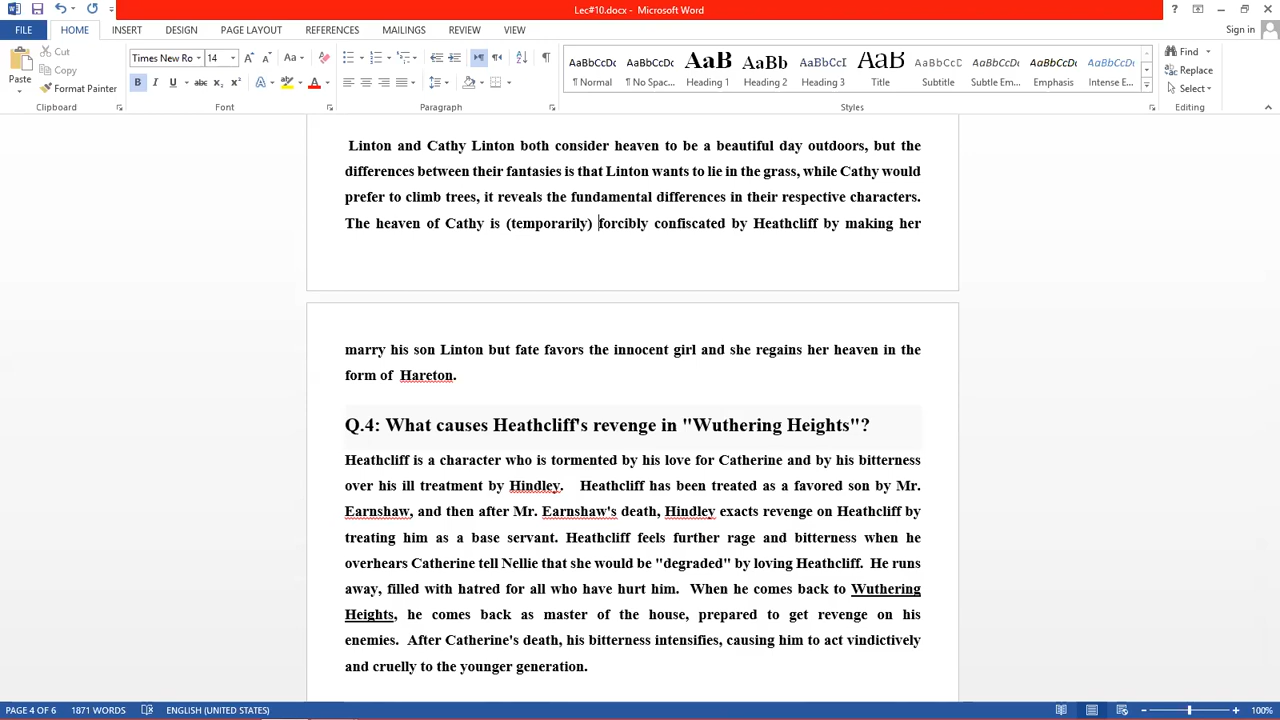 Lec#10.docx - Microsoft Word
Sign in
FILE HOME INSERT DESIGN PAGE LAYOUT REFERENCES MAILINGS REVIEW VIEW
Paste
Cut
Copy
Format Painter
Clipboard
Times New Ro 14
Font
Paragraph
AaBbCcDc AaBbCcDc AaB AaBb AaBbCcI AaB AaBbCcD AaBbCcDi AaBbCcDi AaBbCcDi
¶ Normal ¶ No Spac... Heading 1 Heading 2 Heading 3 Title Subtitle Subtle Em... Emphasis Intense E...
Styles
Find
Replace
Select
Editing
Linton and Cathy Linton both consider heaven to be a beautiful day outdoors, but the
differences between their fantasies is that Linton wants to lie in the grass, while Cathy would
prefer to climb trees, it reveals the fundamental differences in their respective characters.
The heaven of Cathy is (temporarily) forcibly confiscated by Heathcliff by making her
marry his son Linton but fate favors the innocent girl and she regains her heaven in the
form of Hareton.
Q.4: What causes Heathcliff's revenge in "Wuthering Heights"?
Heathcliff is a character who is tormented by his love for Catherine and by his bitterness
over his ill treatment by Hindley. Heathcliff has been treated as a favored son by Mr.
Earnshaw, and then after Mr. Earnshaw's death, Hindley exacts revenge on Heathcliff by
treating him as a base servant. Heathcliff feels further rage and bitterness when he
overhears Catherine tell Nellie that she would be "degraded" by loving Heathcliff. He runs
away, filled with hatred for all who have hurt him. When he comes back to Wuthering
Heights, he comes back as master of the house, prepared to get revenge on his
enemies. After Catherine's death, his bitterness intensifies, causing him to act vindictively
and cruelly to the younger generation.
PAGE 4 OF 6 1871 WORDS ENGLISH (UNITED STATES) 100%